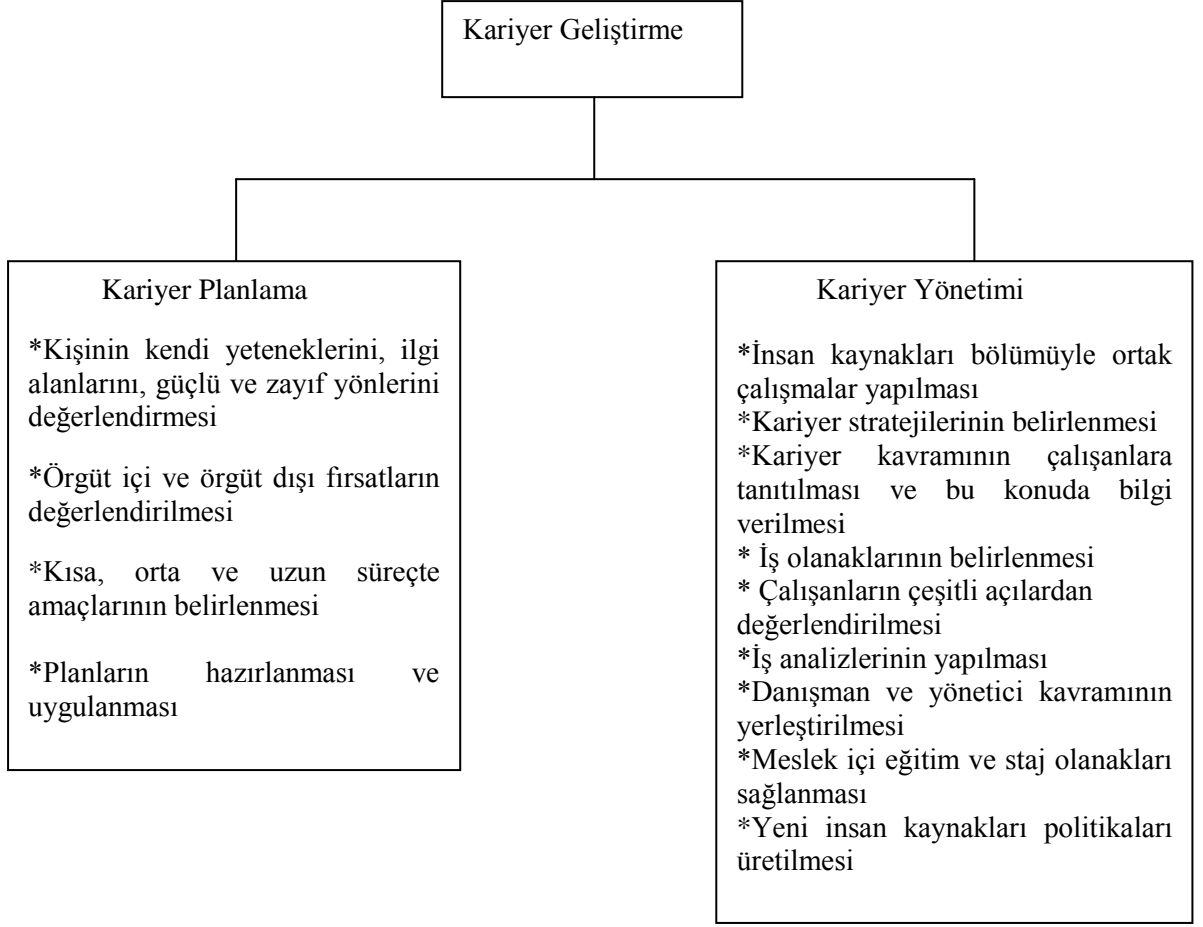 Kariyer Geliştirme
Kariyer Planlama
*Kişinin kendi yeteneklerini, ilgi
alanlarını, güçlü ve zayıf yönlerini
değerlendirmesi
*Örgüt içi ve örgüt dışı fırsatların
değerlendirilmesi
*Kısa, orta ve uzun süreçte
amaçlarının belirlenmesi
*Planların hazırlanması ve
uygulanması
Kariyer Yönetimi
*İnsan kaynakları bölümüyle ortak
çalışmalar yapılması
*Kariyer stratejilerinin belirlenmesi
*Kariyer kavramının çalışanlara
tanıtılması ve bu konuda bilgi
verilmesi
* İş olanaklarının belirlenmesi
* Çalışanların çeşitli açılardan
değerlendirilmesi
*İş analizlerinin yapılması
*Danışman ve yönetici kavramının
yerleştirilmesi
*Meslek içi eğitim ve staj olanakları
sağlanması
*Yeni insan kaynakları politikaları
üretilmesi